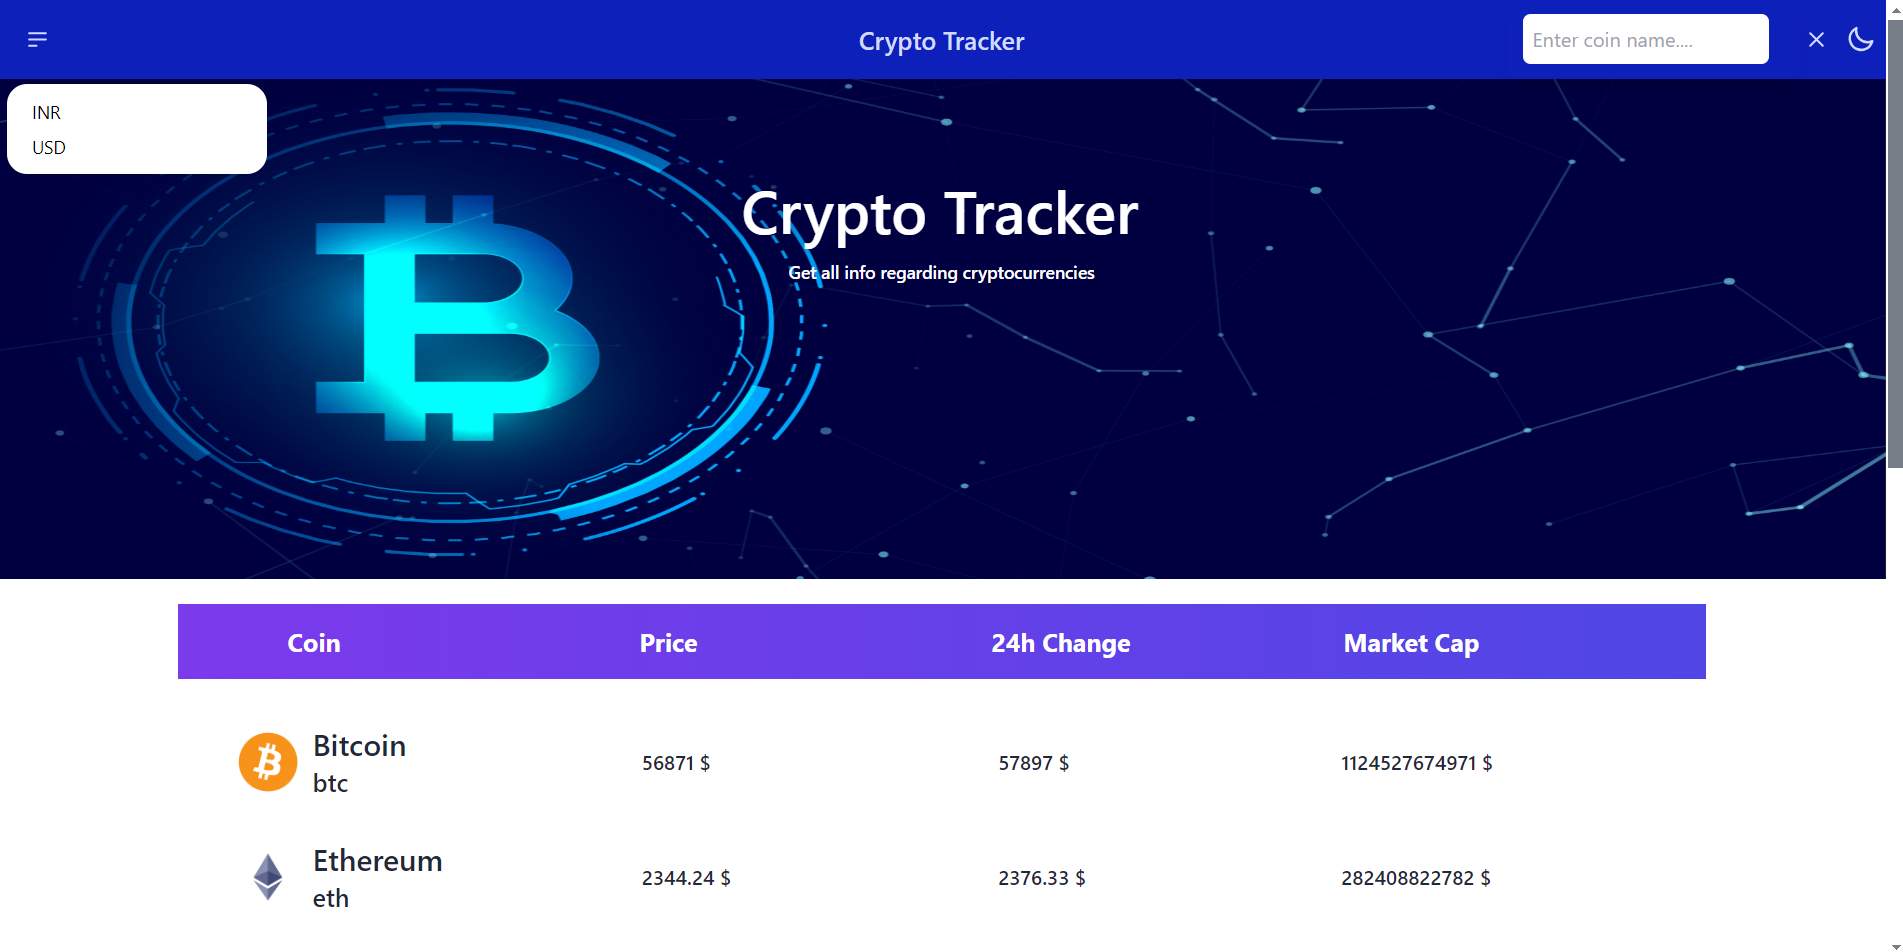 Crypto Tracker
Enter coin name....
INR
USD
Crypto Tracker
Get all info regarding cryptocurrencies
Coin Price 24h Change Market Cap
Bitcoin
btc
56871 $ 57897 $ 1124527674971 $
Ethereum
eth
2344.24 $ 2376.33 $ 282408822782 $